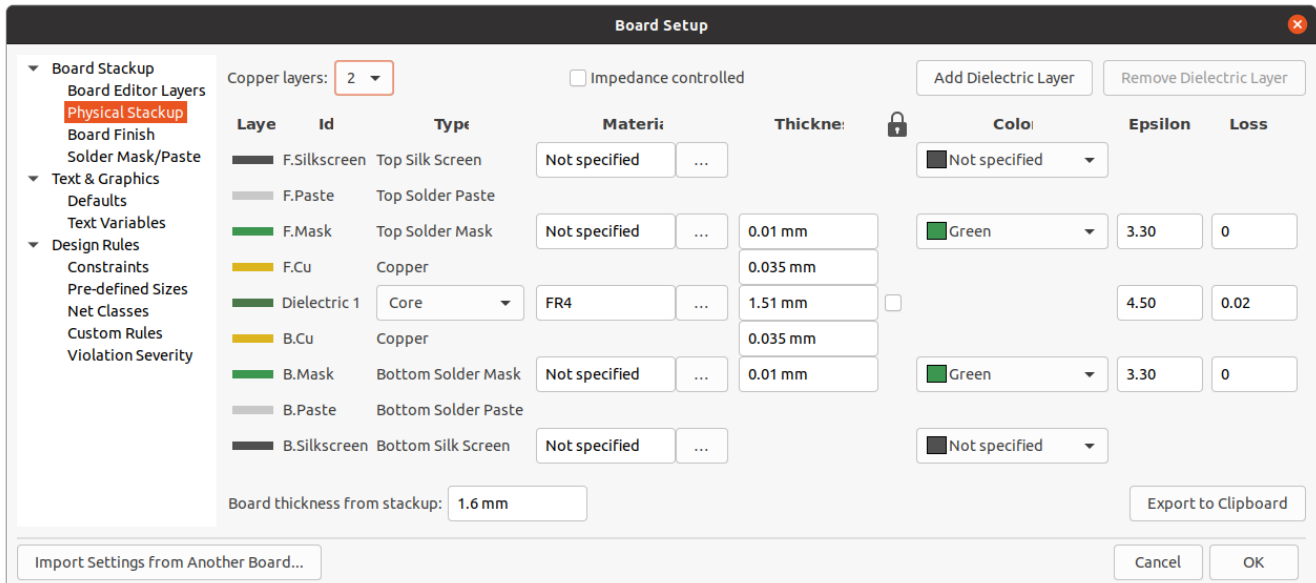 Board Setup
Board Stackup
Board Editor Layers
Physical Stackup
Board Finish
Solder Mask/Paste
Text & Graphics
Defaults
Text Variables
Design Rules
Constraints
Pre-defined Sizes
Net Classes
Custom Rules
Violation Severity
Copper layers: 2 Impedance controlled Add Dielectric Layer Remove Dielectric Layer
Laye Id Type Materia Thicknes Color Epsilon Loss
F.Silkscreen Top Silk Screen Not specified ... Not specified
F.Paste Top Solder Paste
F.Mask Top Solder Mask Not specified ... 0.01 mm Green 3.30 0
F.Cu Copper 0.035 mm
Dielectric 1 Core FR4 ... 1.51 mm 4.50 0.02
B.Cu Copper 0.035 mm
B.Mask Bottom Solder Mask Not specified ... 0.01 mm Green 3.30 0
B.Paste Bottom Solder Paste
B.Silkscreen Bottom Silk Screen Not specified ... Not specified
Board thickness from stackup: 1.6 mm Export to Clipboard
Import Settings from Another Board... Cancel OK